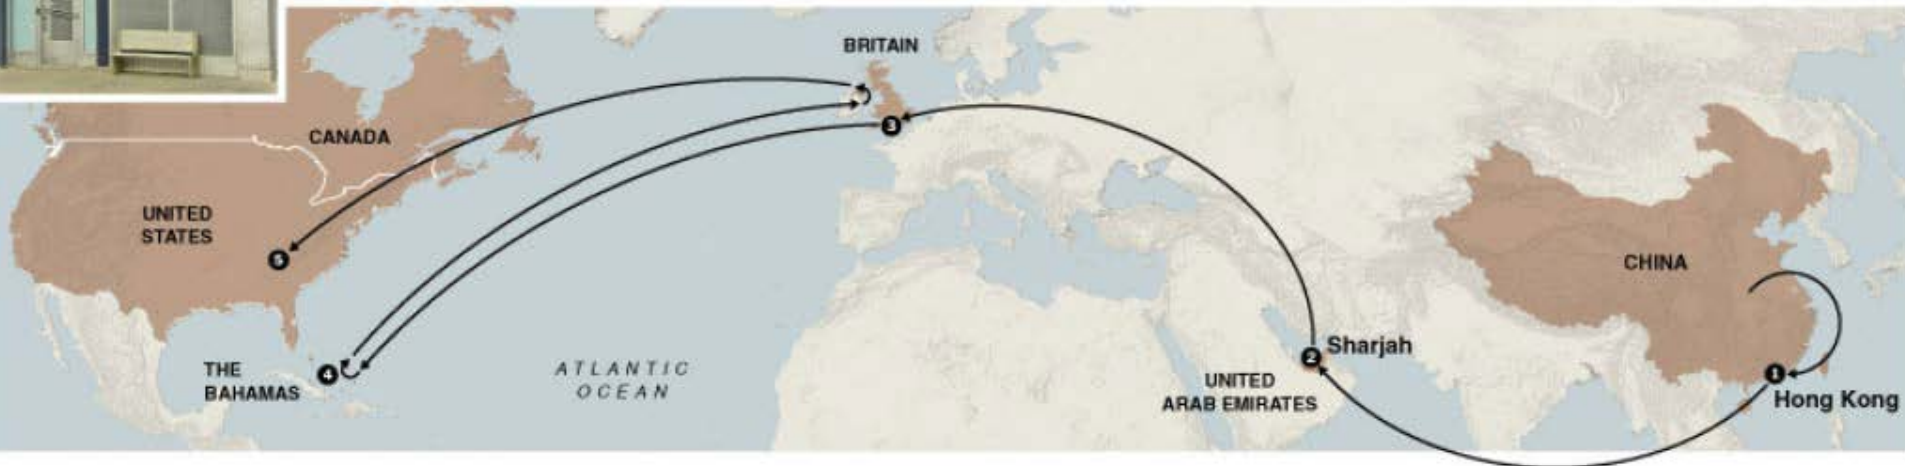 BRITAIN
CANADA
3
UNITED
STATES
5
CHINA
2 Sharjah
THE
BAHAMAS
4
ATLANTIC
OCEAN
UNITED
ARAB EMIRATES
1
Hong Kong